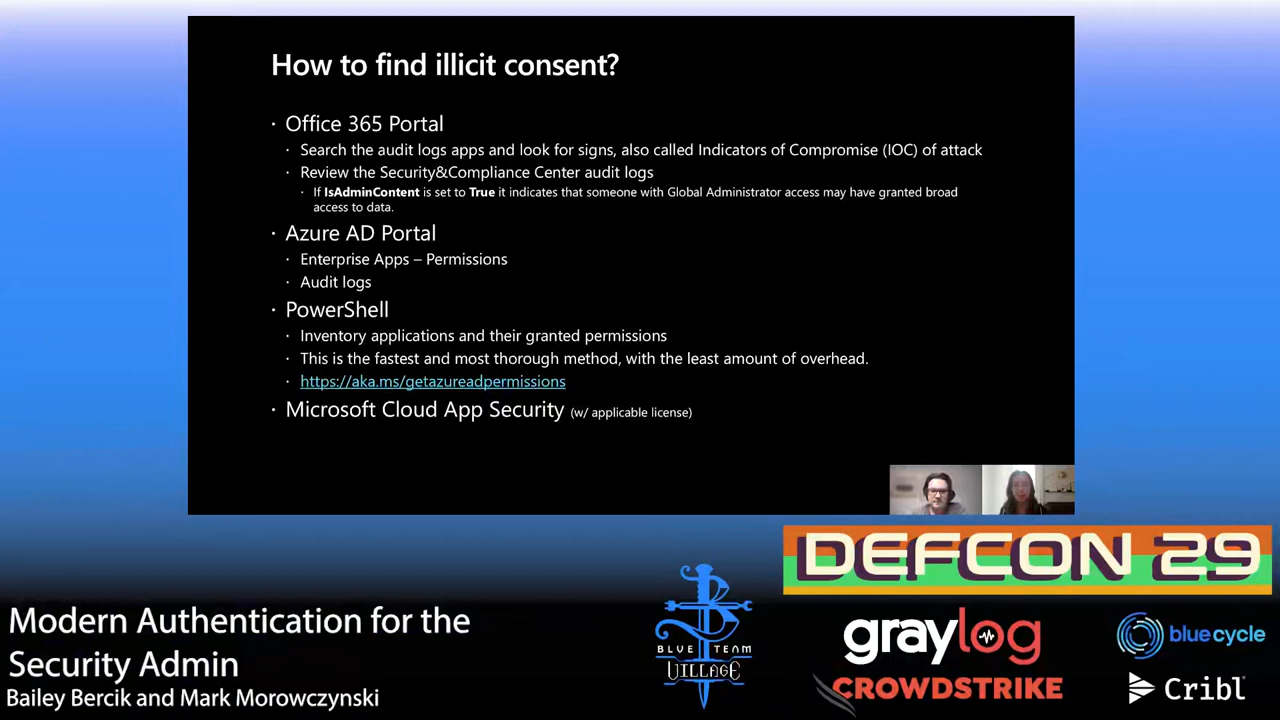 How to find illicit consent?
· Office 365 Portal
· Search the audit logs apps and look for signs, also called Indicators of Compromise (IOC) of attack
· Review the Security&Compliance Center audit logs
· If IsAdminContent is set to True it indicates that someone with Global Administrator access may have granted broad
access to data.
· Azure AD Portal
· Enterprise Apps – Permissions
· Audit logs
· PowerShell
· Inventory applications and their granted permissions
· This is the fastest and most thorough method, with the least amount of overhead.
· https://aka.ms/getazureadpermissions
· Microsoft Cloud App Security (w/ applicable license)
DEFCON 29
Modern Authentication for the
Security Admin
Bailey Bercik and Mark Morowczynski
BLUE TEAM
VILLAGE
graylog
CROWDSTRIKE
bluecycle
Cribl